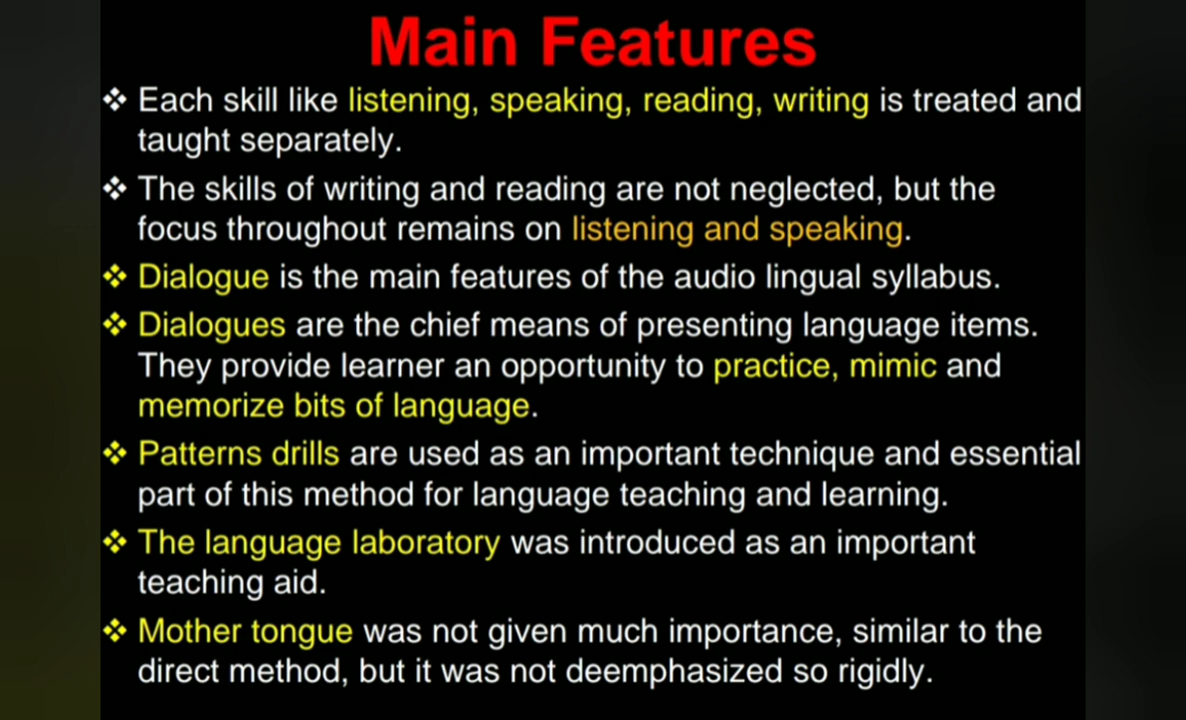 Main Features
❖ Each skill like listening, speaking, reading, writing is treated and
taught separately.
❖ The skills of writing and reading are not neglected, but the
focus throughout remains on listening and speaking.
❖ Dialogue is the main features of the audio lingual syllabus.
❖ Dialogues are the chief means of presenting language items.
They provide learner an opportunity to practice, mimic and
memorize bits of language.
❖ Patterns drills are used as an important technique and essential
part of this method for language teaching and learning.
❖ The language laboratory was introduced as an important
teaching aid.
❖ Mother tongue was not given much importance, similar to the
direct method, but it was not deemphasized so rigidly.